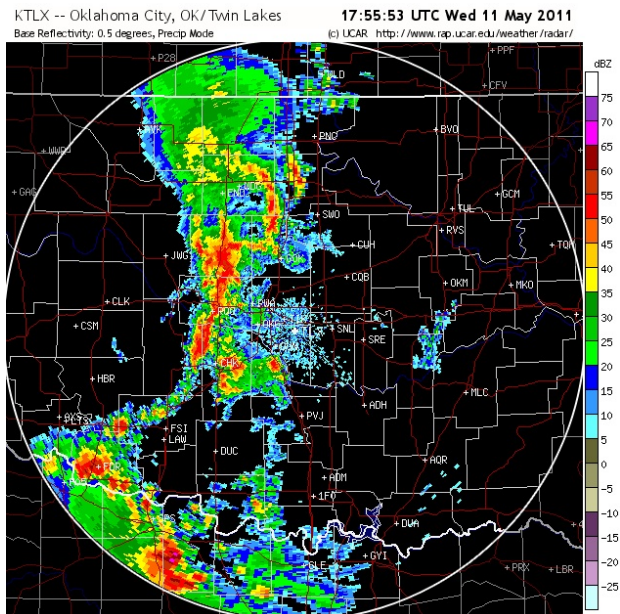 KTLX -- Oklahoma City, OK/Twin Lakes 17:55:53 UTC Wed 11 May 2011
Base Reflectivity: 0.5 degrees, Precip Mode (c) UCAR http://www.rap.ucar.edu/weather/radar/
dBZ
+P28
+PPF
+CFV
75
70
65
60
55
50
45
40
35
30
25
20
15
10
5
0
-5
-10
-15
-20
-25
+PNC
+BVO
+WWR
+GAG
+GCM
+SWO
+TUL
+RVS
+JWG
+CUH
+TQH
+CQB
+OKM
+MKO
+CLK
+CSM
+SNL
+SRE
+CHK
+HBR
+MLC
+ADH
+PVJ
+FSI
+LAW
+DUC
+AQR
+ADM
+1F0
+DUA
+GYI
+GLE
+PRX
+LBR